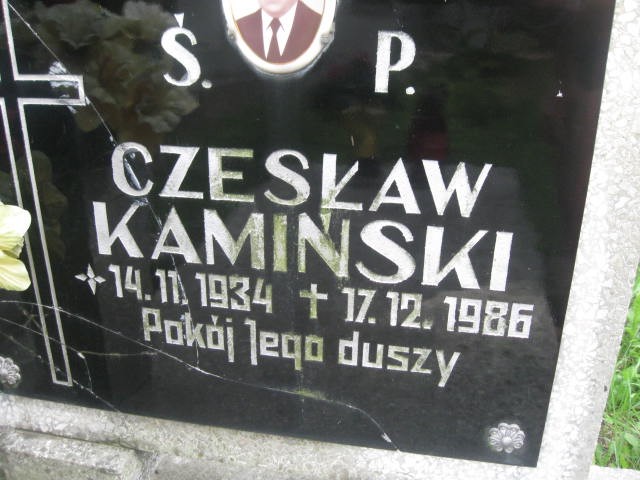 Ś. P.
CZESŁAW
KAMIŃSKI
14.11.1934 † 17.12.1986
Pokój Jego duszy